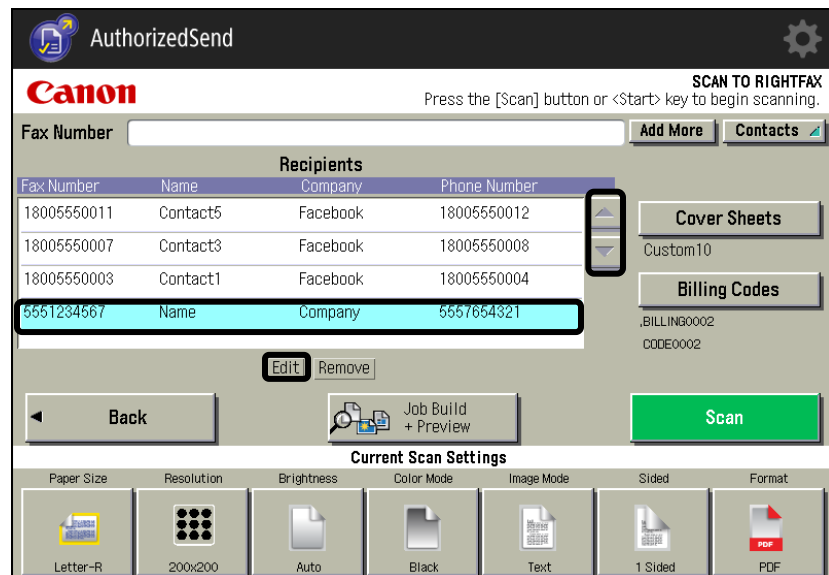 AuthorizedSend
Canon
SCAN TO RIGHTFAX
Press the [Scan] button or <Start> key to begin scanning.
Fax Number
Add More
Contacts
Recipients
Fax Number Name Company Phone Number
18005550011 Contact5 Facebook 18005550012
18005550007 Contact3 Facebook 18005550008
18005550003 Contact1 Facebook 18005550004
5551234567 Name Company 5557654321
Cover Sheets
Custom10
Billing Codes
,BILLING0002
CODE0002
Edit Remove
Back
Job Build
+ Preview
Scan
Current Scan Settings
Paper Size Resolution Brightness Color Mode Image Mode Sided Format
PDF
Letter-R 200x200 Auto Black Text 1 Sided PDF